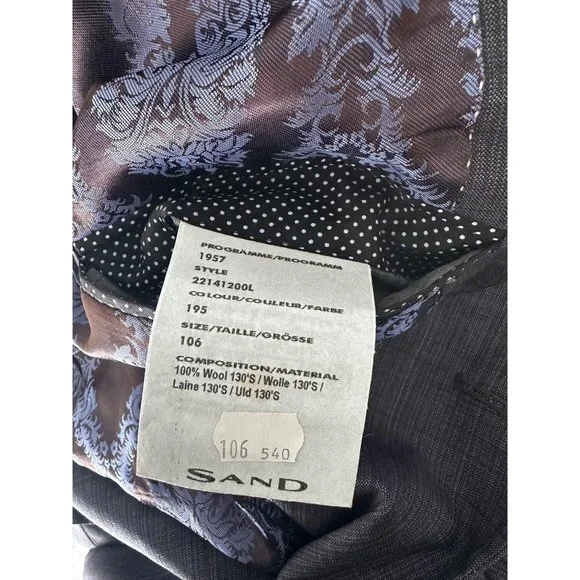 PROGRAMME/PROGRAMM
1957
STYLE
22141200L
COLOUR/COULEUR/FARBE
195
SIZE/TAILLE/GRÖSSE
106
COMPOSITION/MATERIAL
100% Wool 130'S / Wolle 130'S /
Laine 130'S / Uld 130'S
106 540
SAND